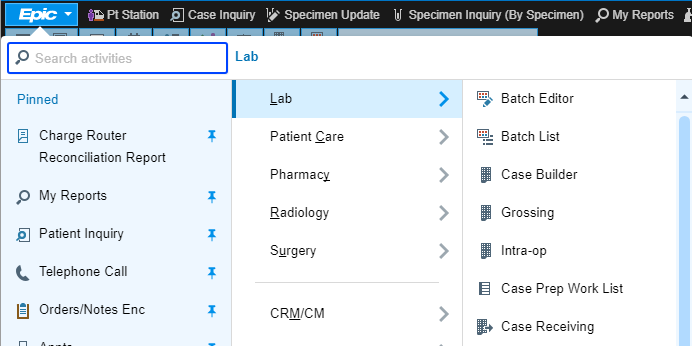 Epic Pt Station Case Inquiry Specimen Update Specimen Inquiry (By Specimen) My Reports
Search activities
Lab
Pinned
Charge Router
Reconciliation Report
My Reports
Patient Inquiry
Telephone Call
Orders/Notes Enc
Lab
Patient Care
Pharmacy
Radiology
Surgery
CRM/CM
Batch Editor
Batch List
Case Builder
Grossing
Intra-op
Case Prep Work List
Case Receiving